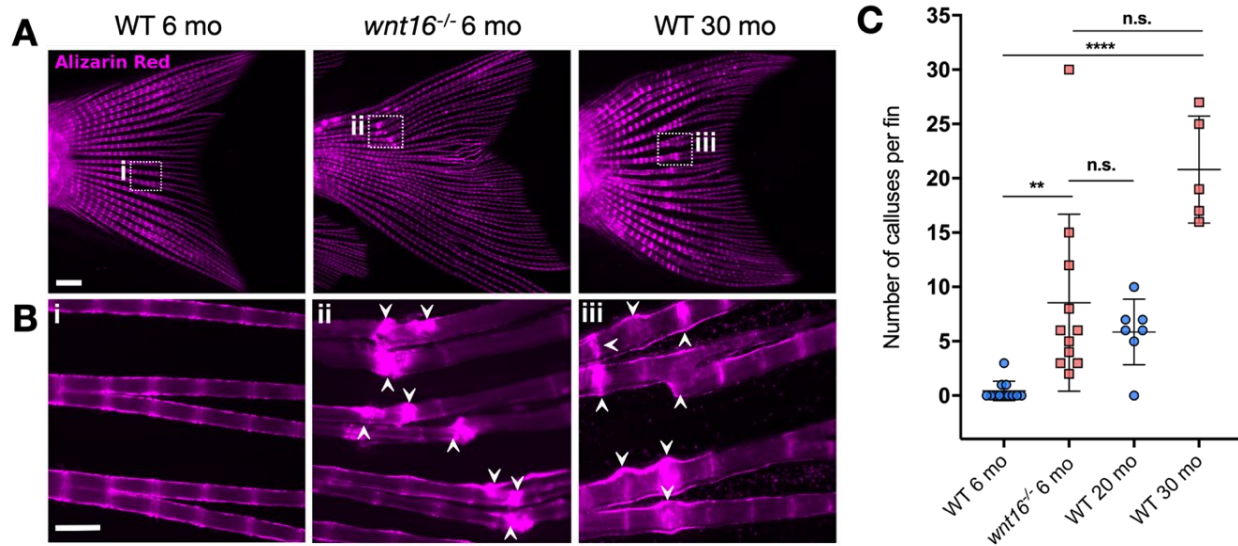 A
WT 6 mo
wnt16-/- 6 mo
WT 30 mo
Alizarin Red
i
ii
iii
B
i
ii
iii
C
Number of calluses per fin
35
30
25
20
15
10
5
0
n.s.
****
n.s.
**
WT 6 mo
wnt16-/- 6 mo
WT 20 mo
WT 30 mo